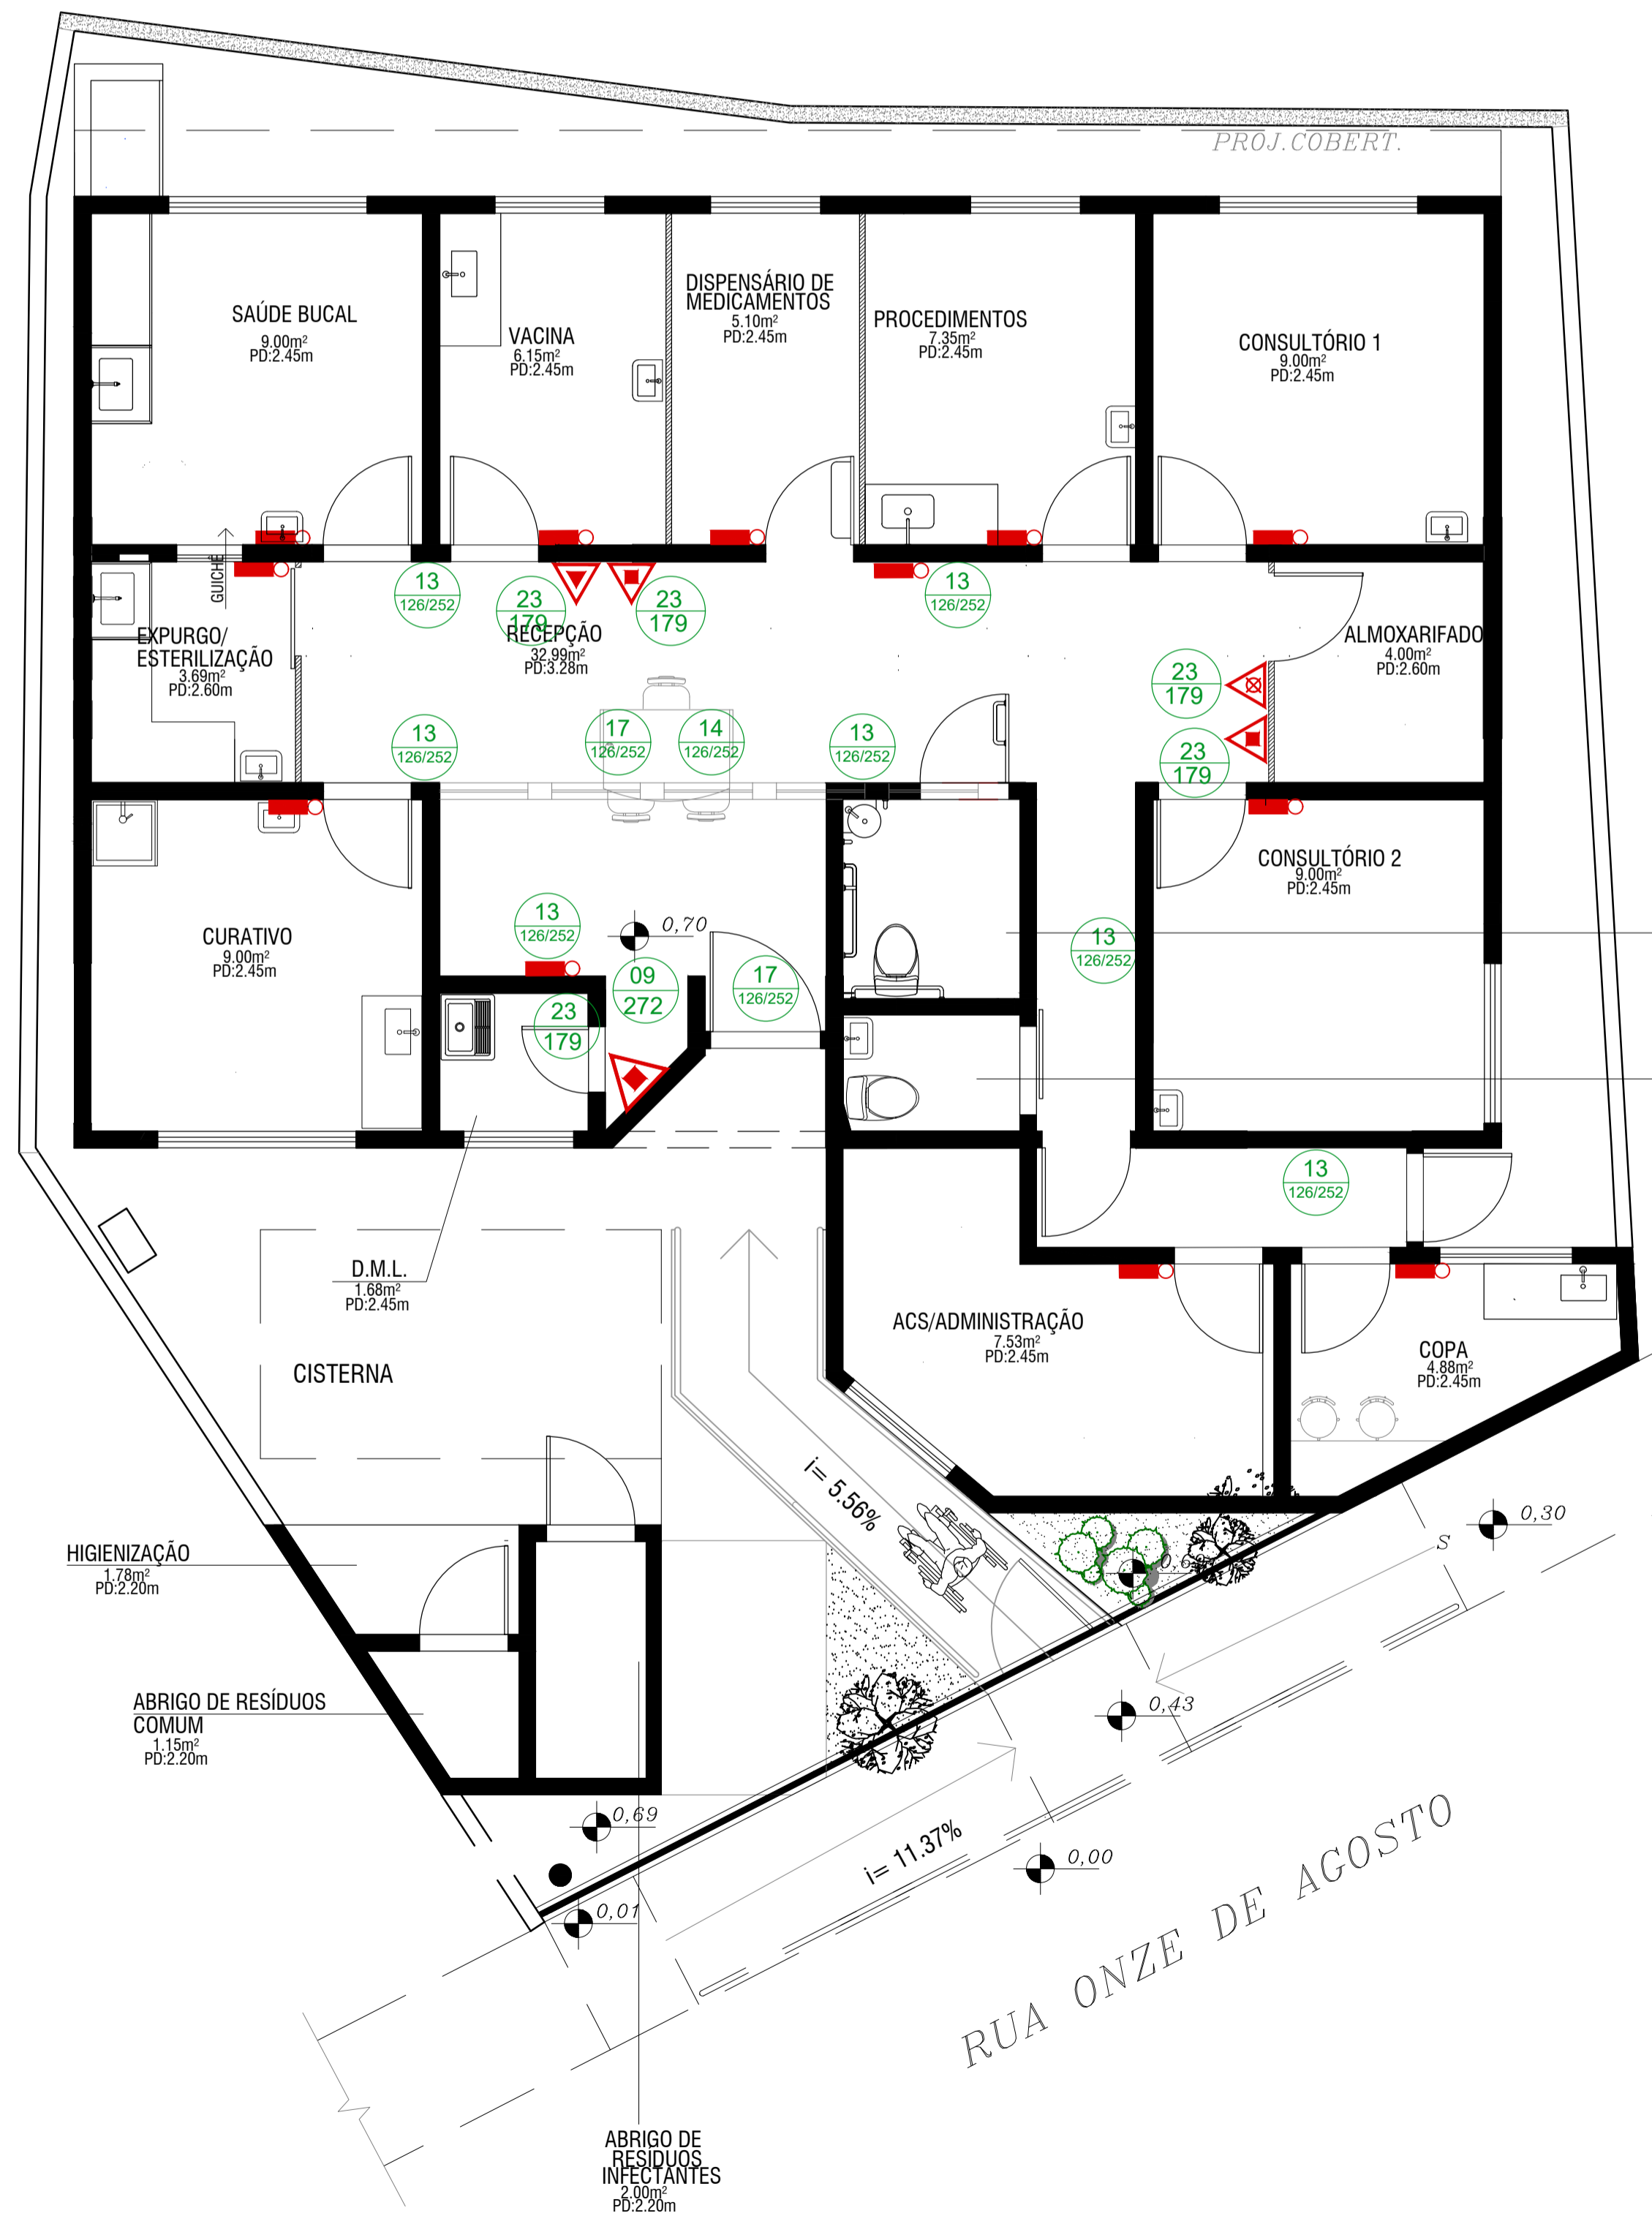 PROJ.COBERT.
SAÚDE BUCAL
9.00m²
PD:2.45m
VACINA
6.15m²
PD:2.45m
DISPENSÁRIO DE
MEDICAMENTOS
5.10m²
PD:2.45m
PROCEDIMENTOS
7.35m²
PD:2.45m
CONSULTÓRIO 1
9.00m²
PD:2.45m
GUICHÊ
13
126/252
23
179
23
179
13
126/252
EXPURGO/
ESTERILIZAÇÃO
3.69m²
PD:2.60m
RECEPÇÃO
32.99m²
PD:3.28m
ALMOXARIFADO
4.00m²
PD:2.60m
23
179
13
126/252
17
126/252
14
126/252
13
126/252
23
179
CURATIVO
9.00m²
PD:2.45m
CONSULTÓRIO 2
9.00m²
PD:2.45m
13
126/252
0,70
13
126/252
09
272
17
126/252
23
179
13
126/252
D.M.L.
1.68m²
PD:2.45m
CISTERNA
ACS/ADMINISTRAÇÃO
7.53m²
PD:2.45m
COPA
4.88m²
PD:2.45m
i= 5.56%
0,30
S
HIGIENIZAÇÃO
1.78m²
PD:2.20m
ABRIGO DE RESÍDUOS
COMUM
1.15m²
PD:2.20m
0,43
0,69
i= 11.37%
0,00
0,01
RUA ONZE DE AGOSTO
ABRIGO DE
RESÍDUOS
INFECTANTES
2.00m²
PD:2.20m